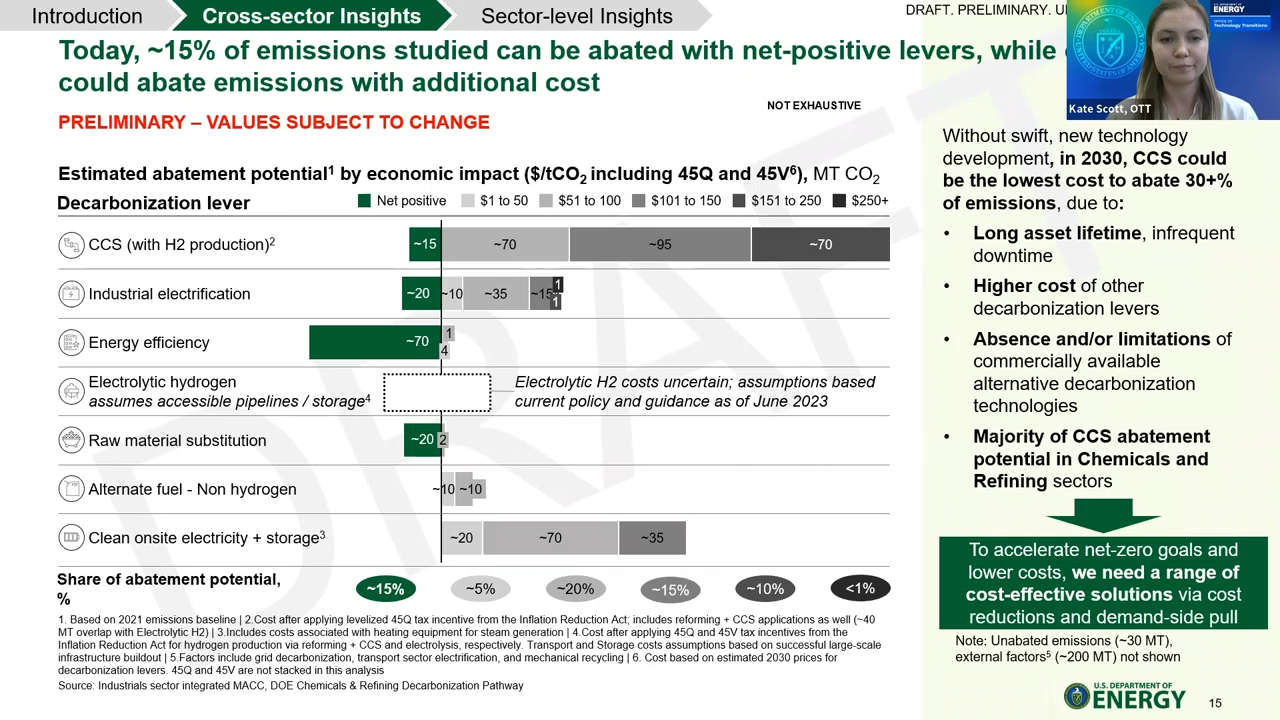 Introduction
Cross-sector Insights
Sector-level Insights
DRAFT. PRELIMINARY.
U.S. DEPARTMENT OF
ENERGY
OFFICE OF
Technology Transitions
Kate Scott, OTT
Today, ~15% of emissions studied can be abated with net-positive levers, while
could abate emissions with additional cost
NOT EXHAUSTIVE
PRELIMINARY – VALUES SUBJECT TO CHANGE
Estimated abatement potential1 by economic impact ($/tCO2 including 45Q and 45V6), MT CO2
Decarbonization lever
Net positive
$1 to 50
$51 to 100
$101 to 150
$151 to 250
$250+
CCS (with H2 production)2
~15
~70
~95
~70
Industrial electrification
~20
~10
~35
~15
1
1
Energy efficiency
~70
1
4
Electrolytic hydrogen
assumes accessible pipelines / storage4
Electrolytic H2 costs uncertain; assumptions based
current policy and guidance as of June 2023
Raw material substitution
~20
2
Alternate fuel - Non hydrogen
~10
~10
Clean onsite electricity + storage3
~20
~70
~35
Share of abatement potential,
%
~15%
~5%
~20%
~15%
~10%
<1%
1. Based on 2021 emissions baseline | 2.Cost after applying levelized 45Q tax incentive from the Inflation Reduction Act; includes reforming + CCS applications as well (~40
MT overlap with Electrolytic H2) | 3.Includes costs associated with heating equipment for steam generation | 4.Cost after applying 45Q and 45V tax incentives from the
Inflation Reduction Act for hydrogen production via reforming + CCS and electrolysis, respectively. Transport and Storage costs assumptions based on successful large-scale
infrastructure buildout | 5.Factors include grid decarbonization, transport sector electrification, and mechanical recycling | 6. Cost based on estimated 2030 prices for
decarbonization levers. 45Q and 45V are not stacked in this analysis
Source: Industrials sector integrated MACC, DOE Chemicals & Refining Decarbonization Pathway
Without swift, new technology
development, in 2030, CCS could
be the lowest cost to abate 30+%
of emissions, due to:
• Long asset lifetime, infrequent
downtime
• Higher cost of other
decarbonization levers
• Absence and/or limitations of
commercially available
alternative decarbonization
technologies
• Majority of CCS abatement
potential in Chemicals and
Refining sectors
To accelerate net-zero goals and
lower costs, we need a range of
cost-effective solutions via cost
reductions and demand-side pull
Note: Unabated emissions (~30 MT),
external factors5 (~200 MT) not shown
U.S. DEPARTMENT OF
ENERGY
15
DRAFT